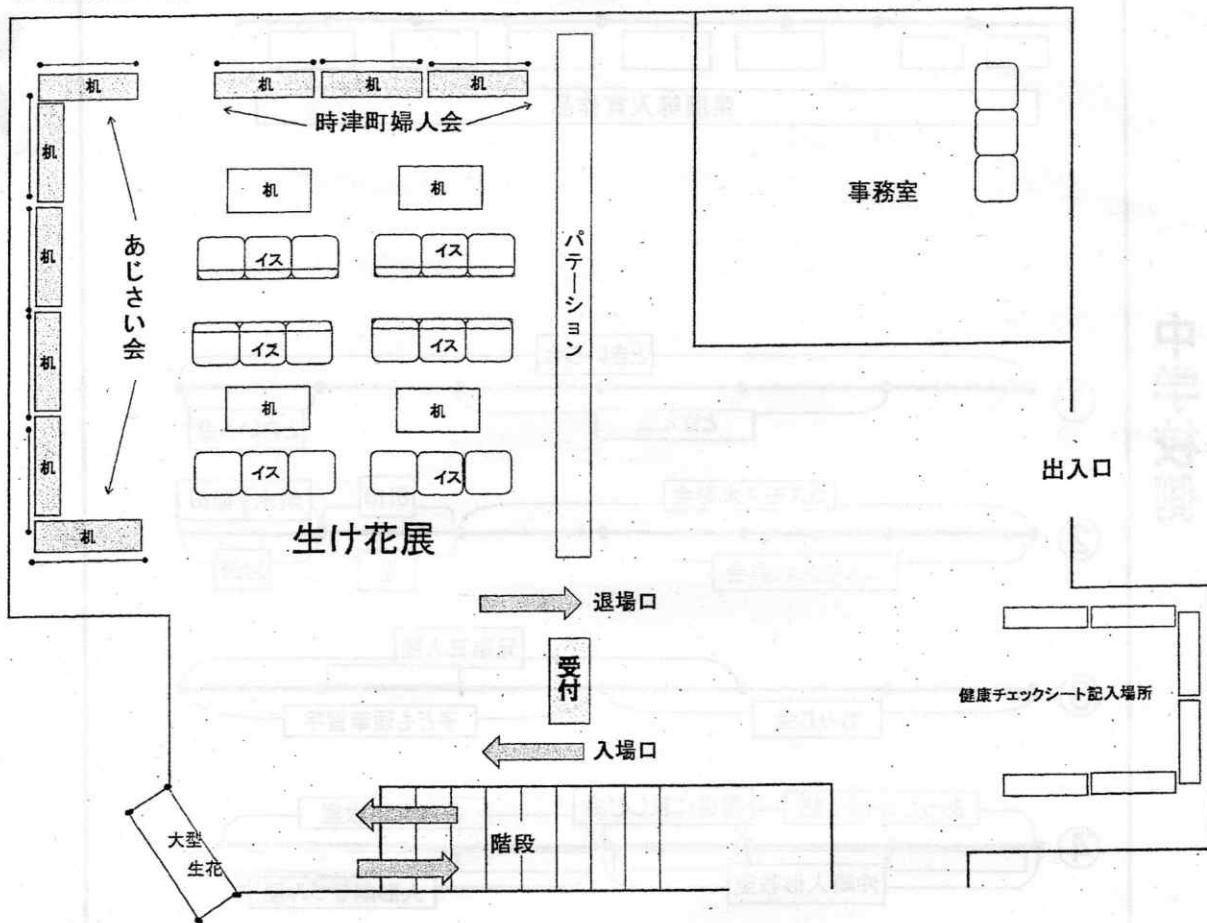 机
机
机
机
時津町婦人会
机
机
机
机
机
机
あじさい会
机
机
イス
イス
イス
イス
机
机
イス
イス
生け花展
パテーション
事務室
出入口
退場口
受付
入場口
健康チェックシート記入場所
階段
大型
生花